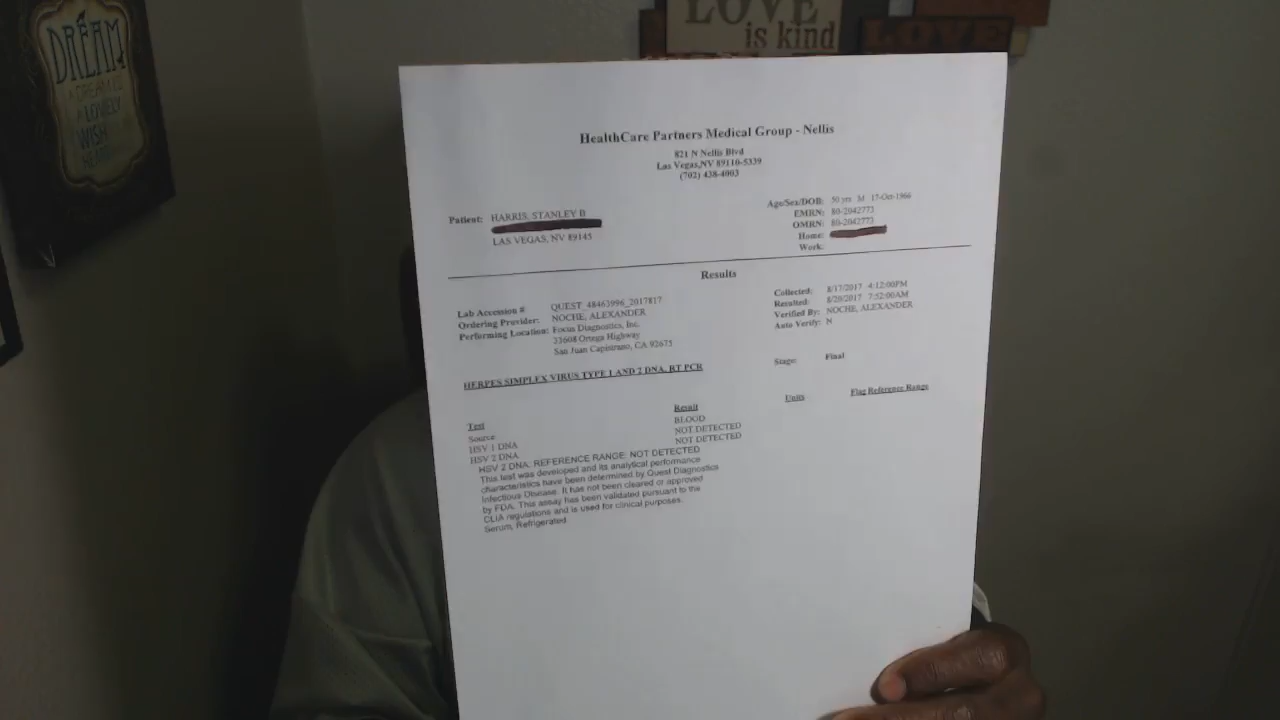 LOVE
is kind
LOVE
DREAM
A DREAM IS
A LOVELY
WISH
HealthCare Partners Medical Group - Nellis
821 N Nellis Blvd
Las Vegas,NV 89110-5339
(702) 438-4003
Patient: HARRIS, STANLEY B
LAS VEGAS, NV 89145
Age/Sex/DOB: 50 yrs M 17-Oct-1966
EMRN: 80-2042773
OMRN: 80-2042773
Home:
Work:
Results
Lab Accession # QUEST_48463996_2017817
Ordering Provider: NOCHE, ALEXANDER
Performing Location: Focus Diagnostics, Inc.
33608 Ortega Highway
San Juan Capistrano, CA 92675
Collected: 8/17/2017 4:12:00PM
Resulted: 8/20/2017 7:52:00AM
Verified By: NOCHE, ALEXANDER
Auto Verify: N
HERPES SIMPLEX VIRUS TYPE 1 AND 2 DNA, RT PCR
Stage: Final
Test Result Units Flag Reference Range
Source BLOOD
HSV 1 DNA NOT DETECTED
HSV 2 DNA NOT DETECTED
HSV 2 DNA: REFERENCE RANGE: NOT DETECTED
This test was developed and its analytical performance
characteristics have been determined by Quest Diagnostics
Infectious Disease. It has not been cleared or approved
by FDA. This assay has been validated pursuant to the
CLIA regulations and is used for clinical purposes.
Serum, Refrigerated